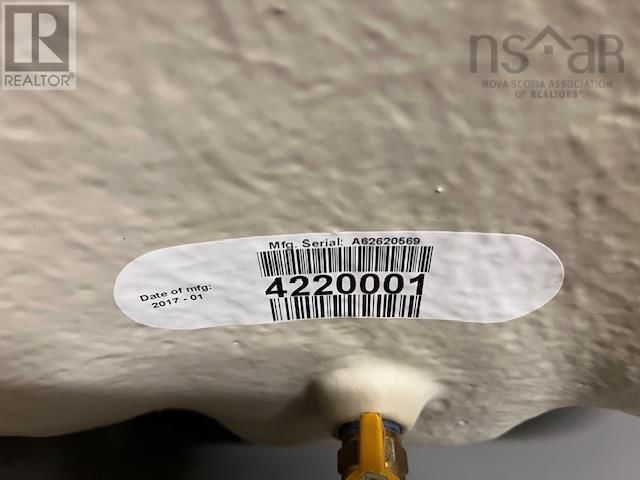 R
REALTOR®
nsar
NOVA SCOTIA ASSOCIATION
OF REALTORS®
Mfg. Serial: A62620569
Date of mfg:
2017 - 01
4220001